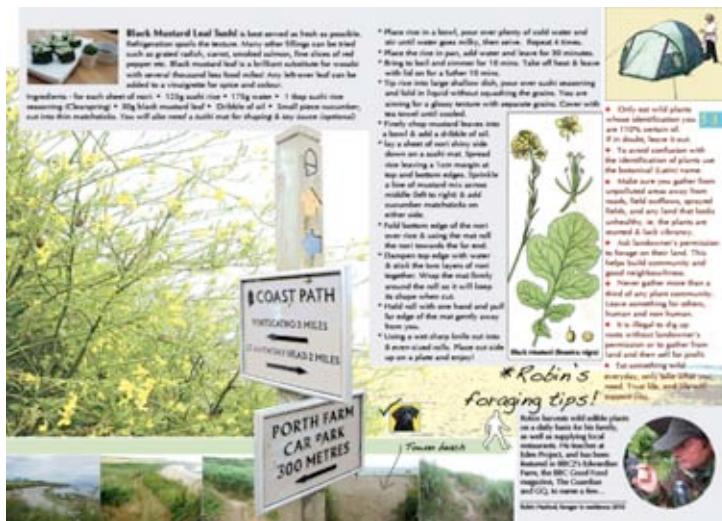 Black Mustard Leaf Sushi is best served as fresh as possible.
Refrigeration spoils the texture. Many other fillings can be tried
such as grated radish, carrot, smoked salmon, fine slices of red
pepper etc. Black mustard leaf is a brilliant substitute for wasabi
with several thousand less food miles! Any left-over leaf can be
added to a vinaigrette for spice and colour.
Ingredients - for each sheet of nori • 125g sushi rice • 175g water • 1 tbsp sushi rice
seasoning (Clearspring) • 30g black mustard leaf • Dribble of oil • Small piece cucumber,
cut into thin matchsticks. You will also need a sushi mat for shaping & soy sauce (optional)
* Place rice in a bowl, pour over plenty of cold water and
stir until water goes milky, then serve. Repeat 4 times.
* Place the rice in pan, add water and leave for 30 minutes.
* Bring to boil and simmer for 10 mins. Take off heat & leave
with lid on for a futher 10 mins.
* Tip rice into large shallow dish, pour over sushi seasoning
and fold in liquid without squashing the grains. You are
aiming for a glossy texture with separate grains. Cover with
tea towel until cooled.
* Finely chop mustard leaves into
a bowl & add a dribble of oil.
* lay a sheet of nori shiny side
down on a sushi mat. Spread
rice leaving a 1cm margin at
top and bottom edges. Sprinkle
a line of mustard mix across
middle (left to right) & add
cucumber matchsticks on
either side.
* Fold bottom edge of the nori
over rice & using the mat roll
the nori towards the far end.
* Dampen top edge with water
& stick the two layers of nori
together. Wrap the mat firmly
around the roll so it will keep
its shape when cut.
* Hold roll with one hand and pull
far edge of the mat gently away
from you.
* Using a wet sharp knife cut into
8 even-sized rolls. Place cut side
up on a plate and enjoy!
Black mustard (Brassica nigra)
• Only eat wild plants
whose identification you
are 110% certain of.
If in doubt, leave it out.
• To avoid confusion with
the identification of plants use
the botanical (Latin) name
• Make sure you gather from
unpolluted areas away from
roads, field outflows, sprayed
fields, and any land that looks
unhealthy. ie. the plants are
stunted & lack vibrancy.
• Ask landowner's permission
to forage on their land. This
helps build community and
good neighbourliness.
• Never gather more than a
third of any plant community.
Leave something for others,
human and non human.
• It is illegal to dig up
roots without landowner's
permission or to gather from
land and then sell for profit.
• Eat something wild
everyday, only take what you
need. Trust life, and life will
support you.
*Robin's
foraging tips!
COAST PATH
PORTSCATHO 3 MILES
ST ANTHONY HEAD 2 MILES
PORTH FARM
CAR PARK
300 METRES
Towan beach
Robin harvests wild edible plants
on a daily basis for his family,
as well as supplying local
restaurants. He teaches at
Eden Project, and has been
featured in BBC2's Edwardian
Farm, the BBC Good Food
magazine, The Guardian
and GQ, to name a few...
Robin Harford, forager in residence 2010